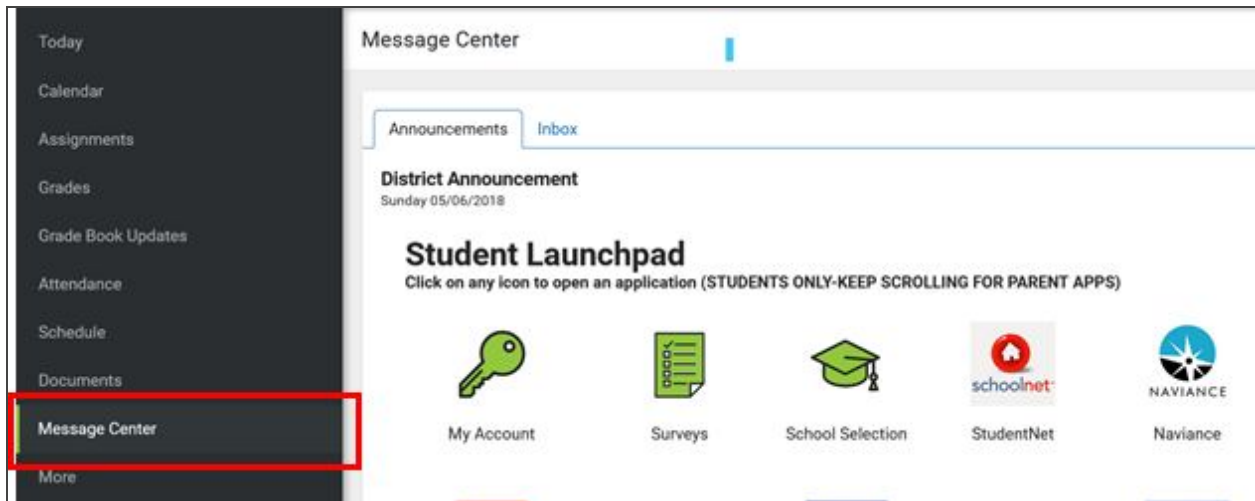 Today
Calendar
Assignments
Grades
Grade Book Updates
Attendance
Schedule
Documents
Message Center
More
Message Center
Announcements Inbox
District Announcement
Sunday 05/06/2018
Student Launchpad
Click on any icon to open an application (STUDENTS ONLY-KEEP SCROLLING FOR PARENT APPS)
schoolnet
NAVIANCE
My Account Surveys School Selection StudentNet Naviance